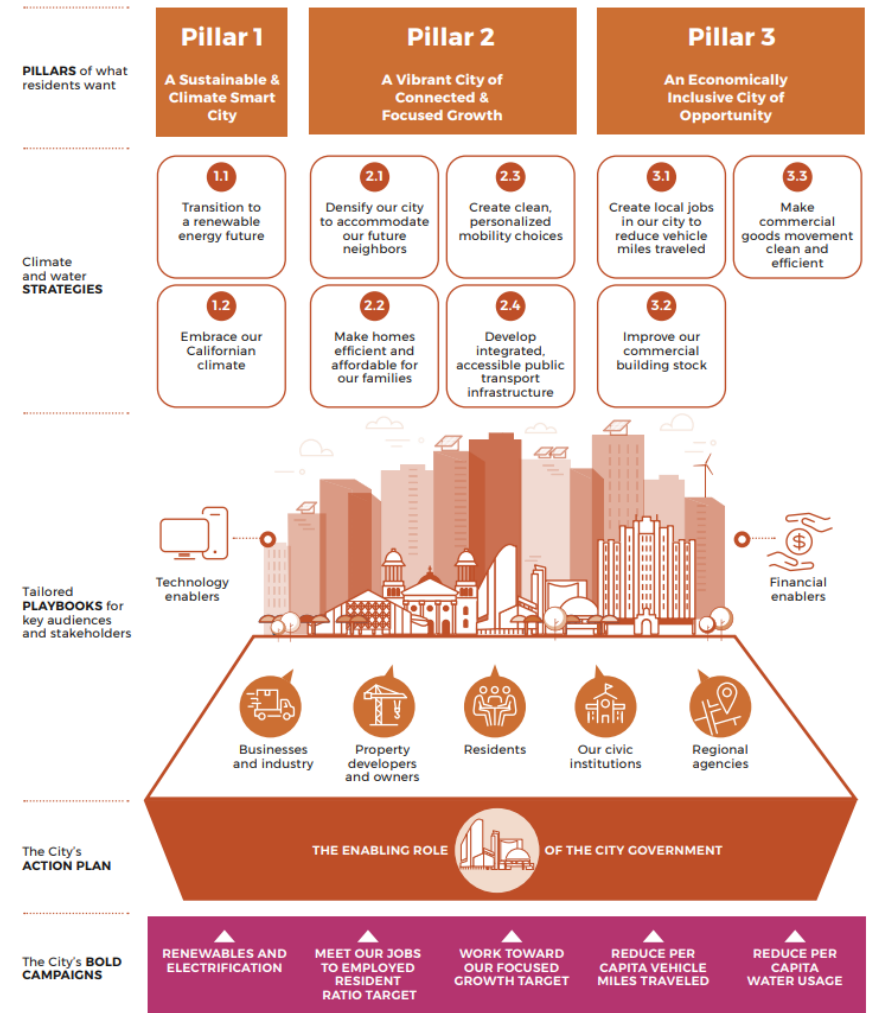 PILLARS of what
residents want
Pillar 1
A Sustainable &
Climate Smart
City
Pillar 2
A Vibrant City of
Connected &
Focused Growth
Pillar 3
An Economically
Inclusive City of
Opportunity
Climate
and water
STRATEGIES
1.1
Transition to
a renewable
energy future
2.1
Densify our city
to accommodate
our future
neighbors
2.3
Create clean,
personalized
mobility choices
3.1
Create local jobs
in our city to
reduce vehicle
miles traveled
3.3
Make
commercial
goods movement
clean and
efficient
1.2
Embrace our
Californian
climate
2.2
Make homes
efficient and
affordable for
our families
2.4
Develop
integrated,
accessible public
transport
infrastructure
3.2
Improve our
commercial
building stock
Tailored
PLAYBOOKS for
key audiences
and stakeholders
Technology
enablers
$
Financial
enablers
Businesses
and industry
Property
developers
and owners
Residents
Our civic
institutions
Regional
agencies
The City's
ACTION PLAN
THE ENABLING ROLE OF THE CITY GOVERNMENT
The City's BOLD
CAMPAIGNS
RENEWABLES AND
ELECTRIFICATION
MEET OUR JOBS
TO EMPLOYED
RESIDENT
RATIO TARGET
WORK TOWARD
OUR FOCUSED
GROWTH TARGET
REDUCE PER
CAPITA VEHICLE
MILES TRAVELED
REDUCE PER
CAPITA
WATER USAGE